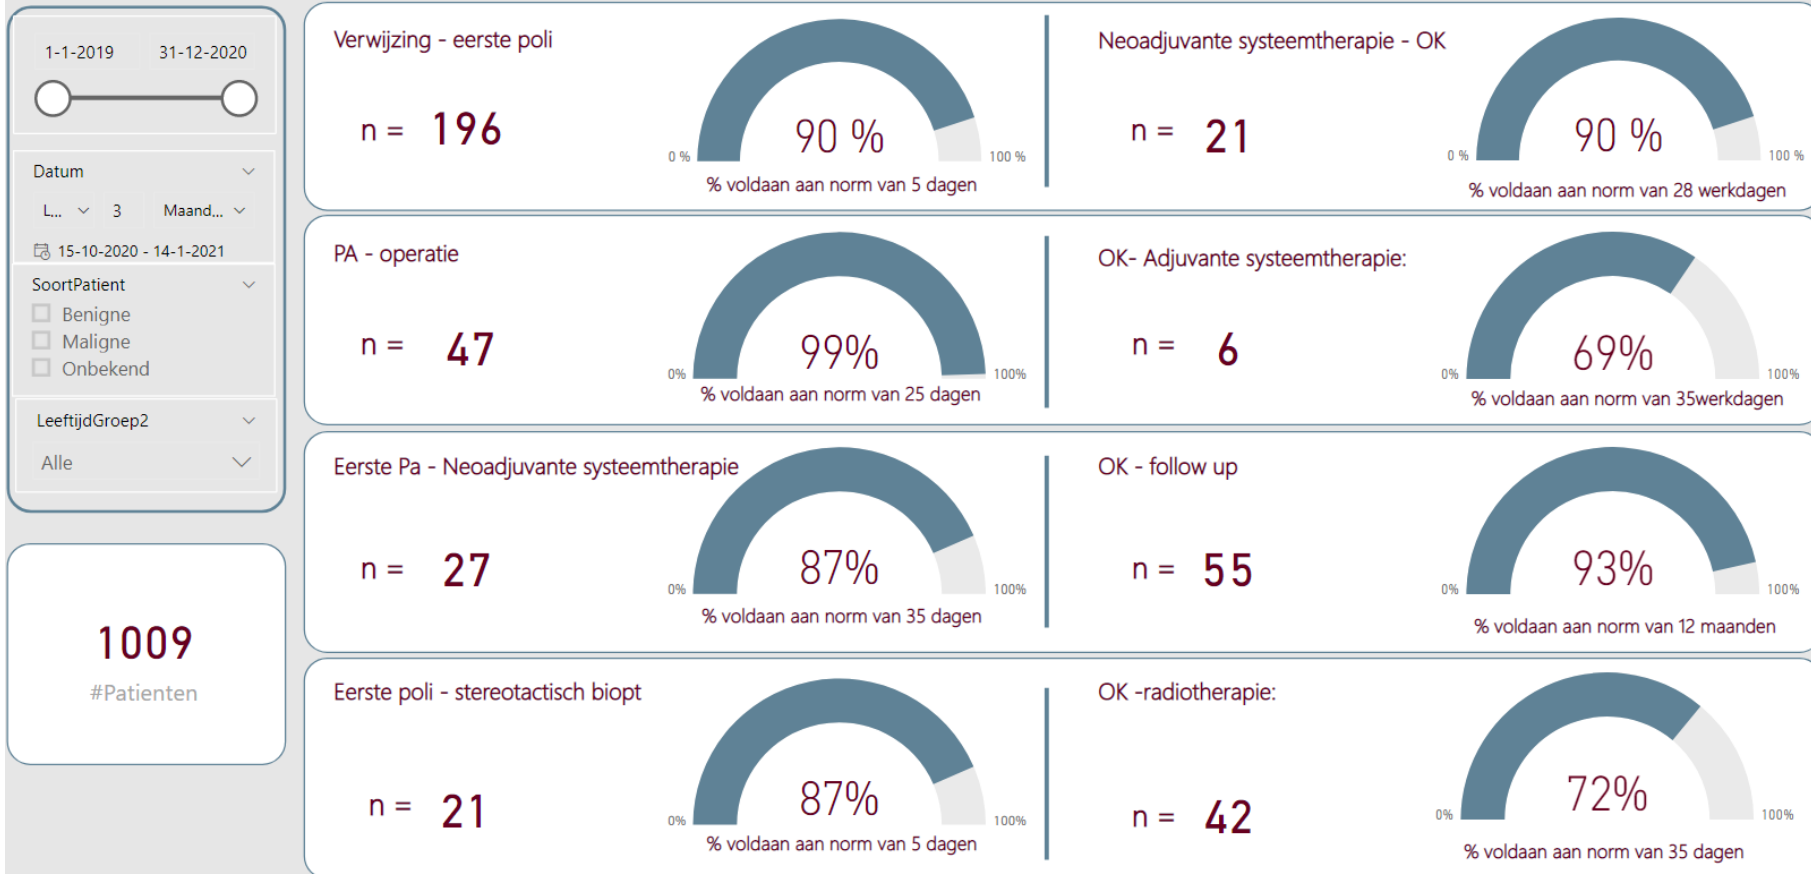 1-1-2019 31-12-2020
Datum
L... 3 Maand...
15-10-2020 - 14-1-2021
SoortPatient
Benigne
Maligne
Onbekend
LeeftijdGroep2
Alle
1009
#Patienten
Verwijzing - eerste poli
n = 196
90 %
0 % 100 %
% voldaan aan norm van 5 dagen
Neoadjuvante systeemtherapie - OK
n = 21
90 %
0 % 100 %
% voldaan aan norm van 28 werkdagen
PA - operatie
n = 47
99%
0% 100%
% voldaan aan norm van 25 dagen
OK- Adjuvante systeemtherapie:
n = 6
69%
0% 100%
% voldaan aan norm van 35werkdagen
Eerste Pa - Neoadjuvante systeemtherapie
n = 27
87%
0% 100%
% voldaan aan norm van 35 dagen
OK - follow up
n = 55
93%
0% 100%
% voldaan aan norm van 12 maanden
Eerste poli - stereotactisch biopt
n = 21
87%
0% 100%
% voldaan aan norm van 5 dagen
OK -radiotherapie:
n = 42
72%
0% 100%
% voldaan aan norm van 35 dagen